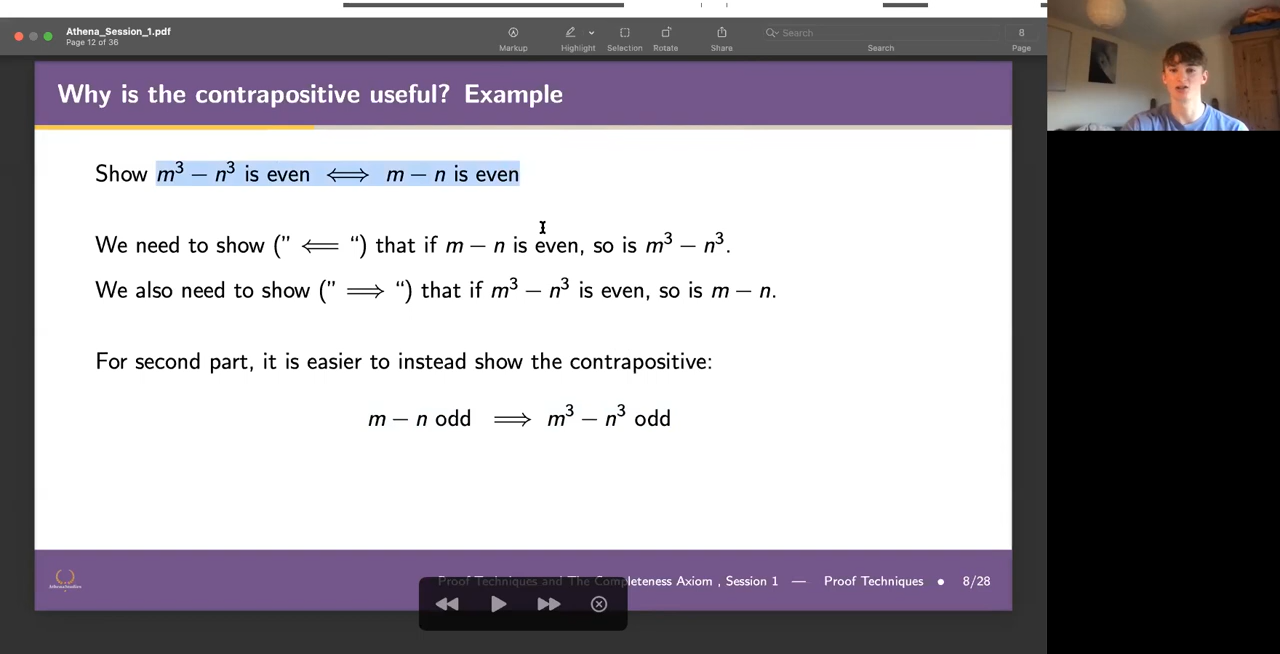 Athena_Session_1.pdf
Page 12 of 36
Markup
Highlight
Selection
Rotate
Share
Search
Search
8
Page
Why is the contrapositive useful? Example
Show m³ − n³ is even ⟺ m − n is even
We need to show (" ⟸ “) that if m − n is even, so is m³ − n³.
We also need to show (" ⟹ “) that if m³ − n³ is even, so is m − n.
For second part, it is easier to instead show the contrapositive:
m − n odd ⟹ m³ − n³ odd
Proof Techniques and The Completeness Axiom , Session 1 — Proof Techniques • 8/28